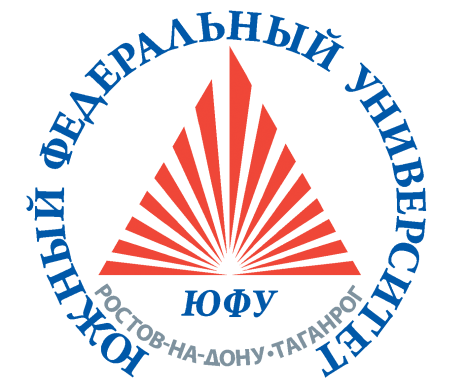 ЮЖНЫЙ ФЕДЕРАЛЬНЫЙ УНИВЕРСИТЕТ
ЮФУ
РОСТОВ-НА-ДОНУ•ТАГАНРОГ